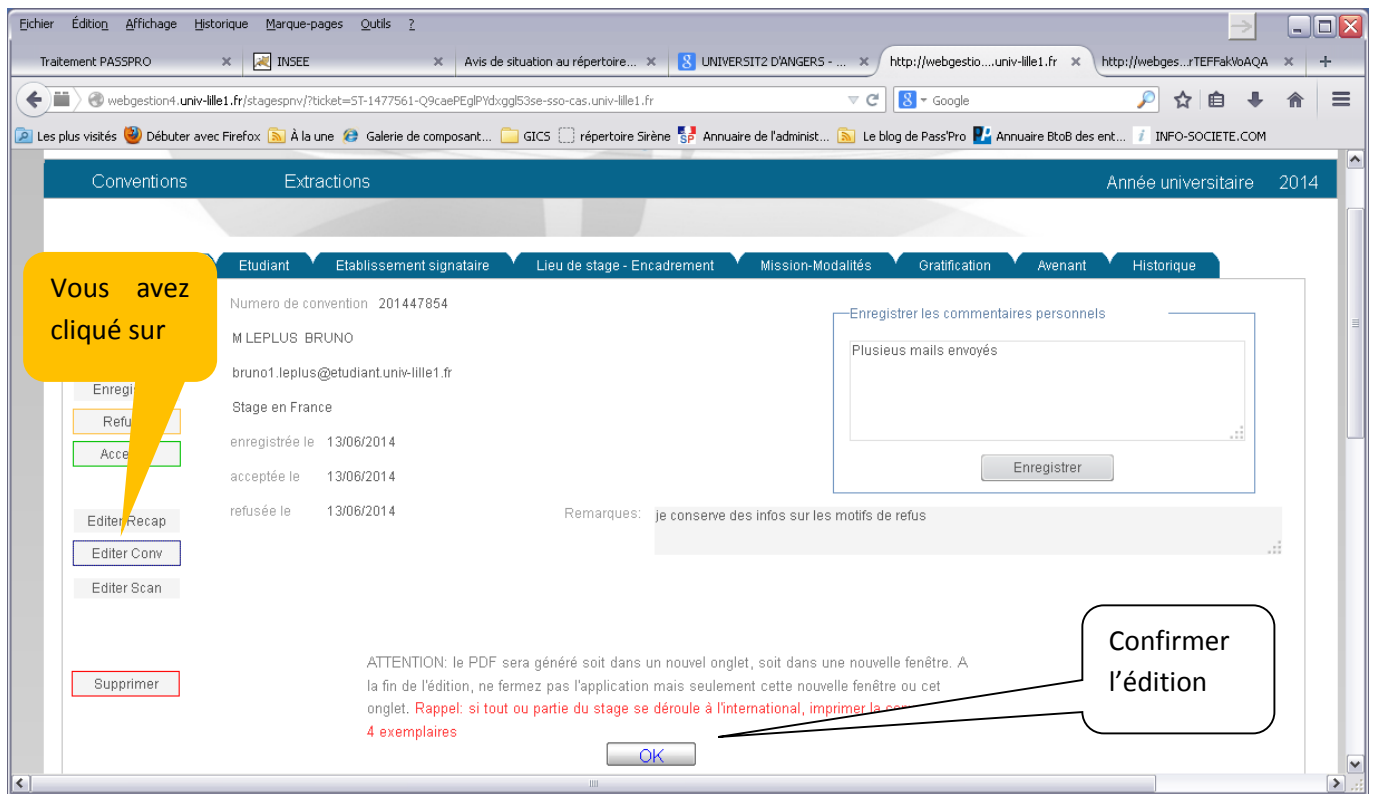 Fichier Édition Affichage Historique Marque-pages Outils ?
Traitement PASSPRO
INSEE
Avis de situation au répertoire...
UNIVERSIT2 D'ANGERS - ...
http://webgestio....univ-lille1.fr
http://webges...rTEFFakVoAQA
webgestion4.univ-lille1.fr/stagespnv/?ticket=ST-1477561-Q9caePEglPYdxggl53se-sso-cas.univ-lille1.fr
Google
Les plus visités Débuter avec Firefox À la une Galerie de composant... GICS répertoire Sirène Annuaire de l'administ... Le blog de Pass'Pro Annuaire BtoB des ent... INFO-SOCIETE.COM
Conventions Extractions Année universitaire 2014
Etudiant Etablissement signataire Lieu de stage - Encadrement Mission-Modalités Gratification Avenant Historique
Vous avez
cliqué sur
Numero de convention 201447854
M LEPLUS BRUNO
bruno1.leplus@etudiant.univ-lille1.fr
Stage en France
enregistrée le 13/06/2014
acceptée le 13/06/2014
refusée le 13/06/2014
Enregistrer les commentaires personnels
Plusieus mails envoyés
Enregistrer
Remarques: je conserve des infos sur les motifs de refus
Editer Recap
Editer Conv
Editer Scan
Supprimer
ATTENTION: le PDF sera généré soit dans un nouvel onglet, soit dans une nouvelle fenêtre. A
la fin de l'édition, ne fermez pas l'application mais seulement cette nouvelle fenêtre ou cet
onglet. Rappel: si tout ou partie du stage se déroule à l'international, imprimer la
4 exemplaires
OK
Confirmer
l'édition